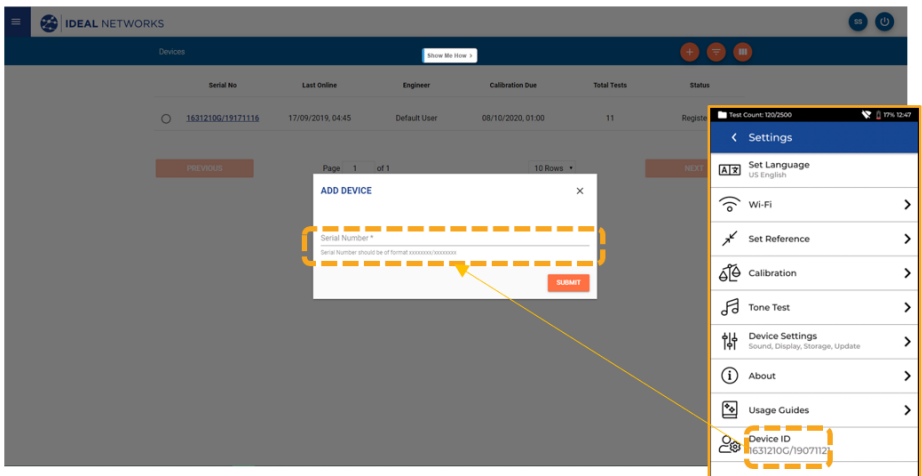 IDEAL NETWORKS
SS
Devices
Show Me How >
Serial No Last Online Engineer Calibration Due Total Tests Status
1631210G/19171116 17/09/2019, 04:45 Default User 08/10/2020, 01:00 11 Registe
PREVIOUS Page 1 of 1 10 Rows NEXT
ADD DEVICE
Serial Number *
Serial Number should be of format xxxxxxxx/xxxxxxxx
SUBMIT
Test Count: 120/2500 17% 12:47
Settings
Set Language
US English
Wi-Fi
Set Reference
Calibration
Tone Test
Device Settings
Sound, Display, Storage, Update
About
Usage Guides
Device ID
1631210G/19071121